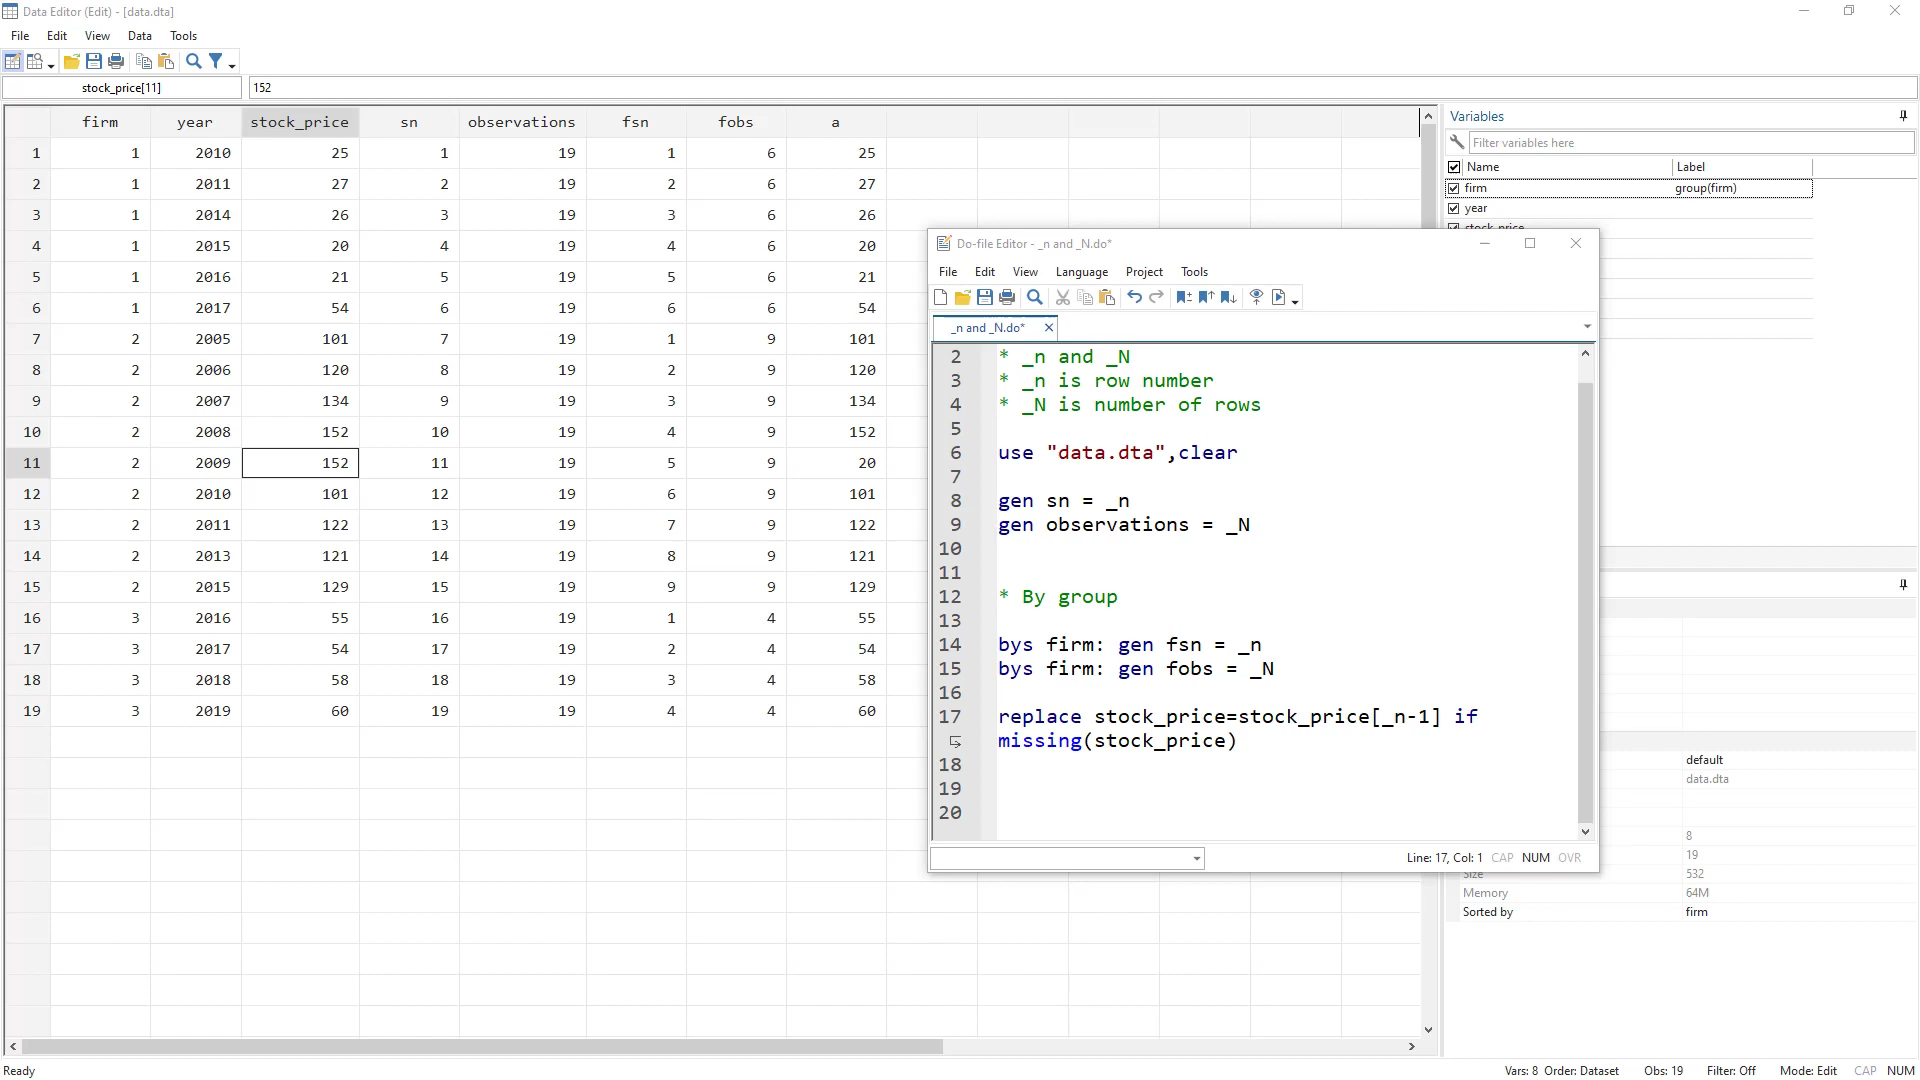 Data Editor (Edit) - [data.dta]
File Edit View Data Tools
stock_price[11] 152
firm year stock_price sn observations fsn fobs a
1 1 2010 25 1 19 1 6 25
2 1 2011 27 2 19 2 6 27
3 1 2014 26 3 19 3 6 26
4 1 2015 20 4 19 4 6 20
5 1 2016 21 5 19 5 6 21
6 1 2017 54 6 19 6 6 54
7 2 2005 101 7 19 1 9 101
8 2 2006 120 8 19 2 9 120
9 2 2007 134 9 19 3 9 134
10 2 2008 152 10 19 4 9 152
11 2 2009 152 11 19 5 9 20
12 2 2010 101 12 19 6 9 101
13 2 2011 122 13 19 7 9 122
14 2 2013 121 14 19 8 9 121
15 2 2015 129 15 19 9 9 129
16 3 2016 55 16 19 1 4 55
17 3 2017 54 17 19 2 4 54
18 3 2018 58 18 19 3 4 58
19 3 2019 60 19 19 4 4 60
Variables
Filter variables here
Name Label
firm group(firm)
year
stock_price
Do-file Editor - _n and _N.do*
File Edit View Language Project Tools
_n and _N.do*
2 * _n and _N
3 * _n is row number
4 * _N is number of rows
5
6 use "data.dta",clear
7
8 gen sn = _n
9 gen observations = _N
10
11
12 * By group
13
14 bys firm: gen fsn = _n
15 bys firm: gen fobs = _N
16
17 replace stock_price=stock_price[_n-1] if
missing(stock_price)
18
19
20
Line: 17, Col: 1 CAP NUM OVR
default
data.dta
8
19
Size 532
Memory 64M
Sorted by firm
Ready Vars: 8 Order: Dataset Obs: 19 Filter: Off Mode: Edit CAP NUM